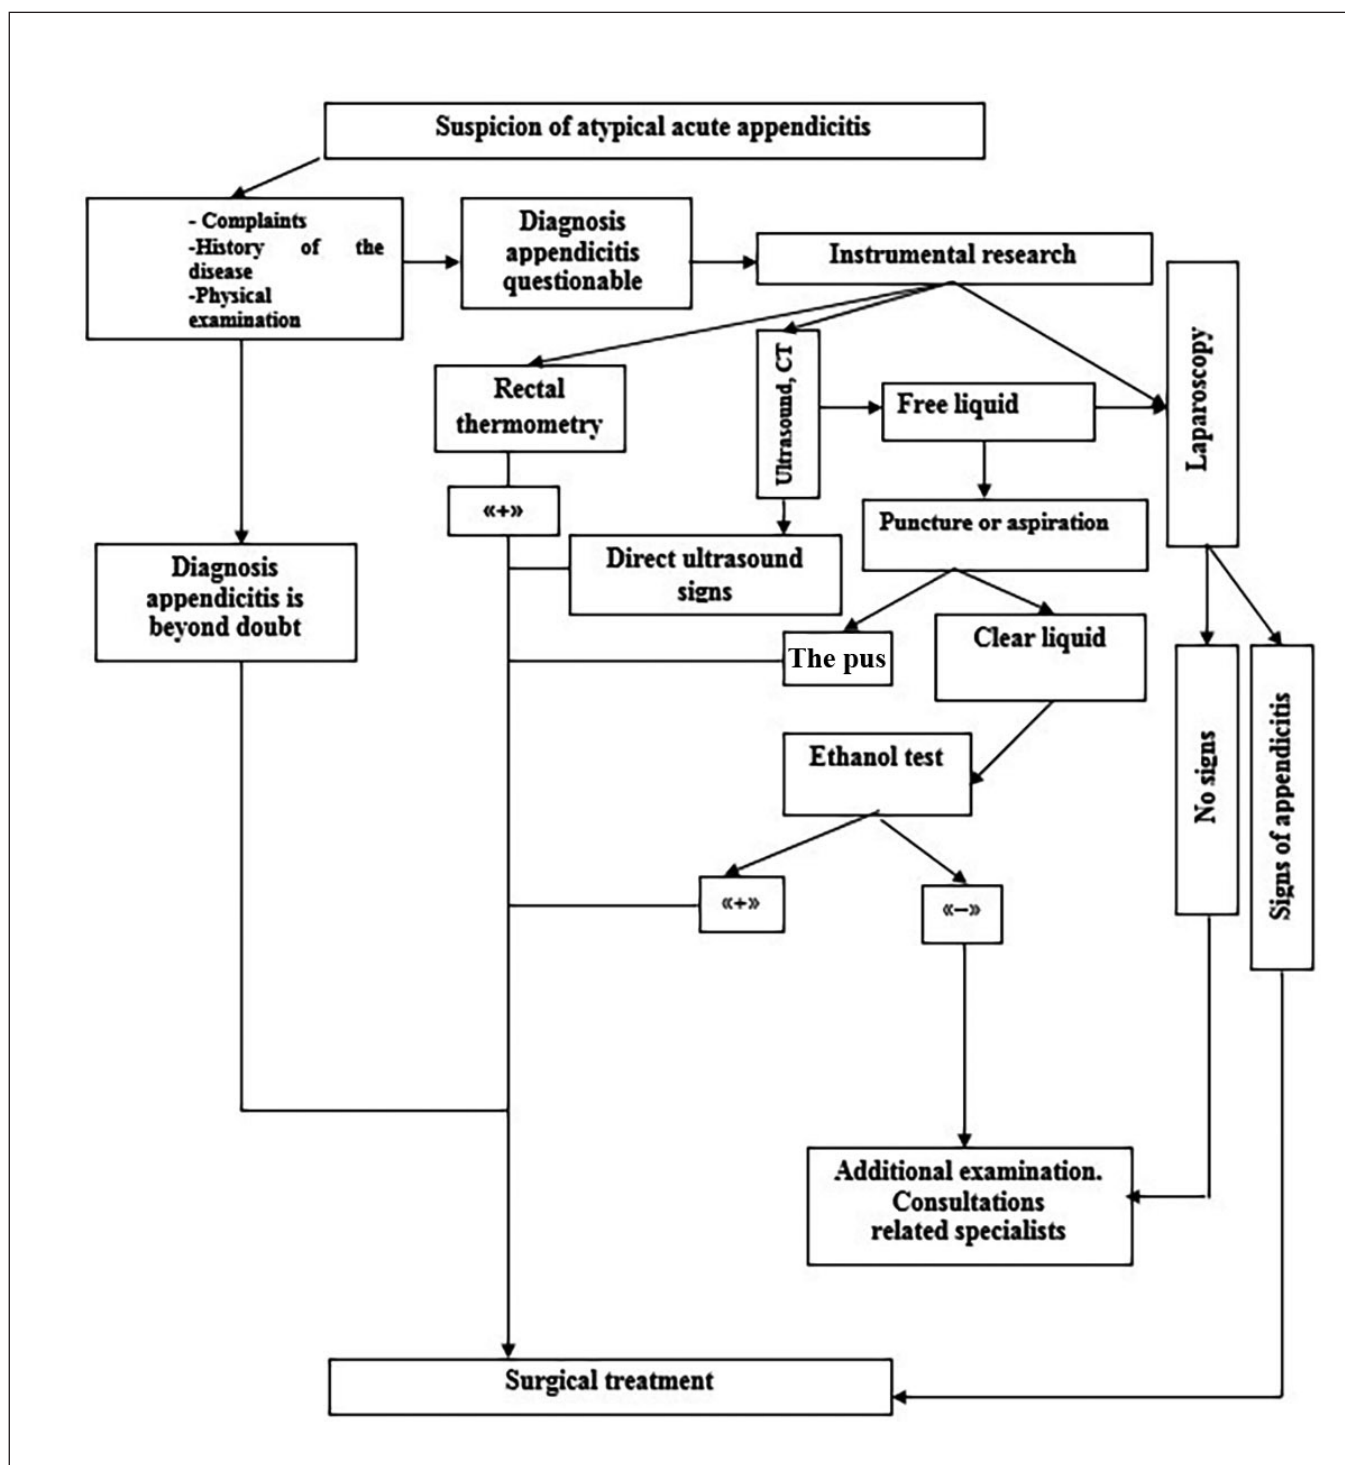 Suspicion of atypical acute appendicitis
- Complaints
-History of the
disease
-Physical
examination
Diagnosis
appendicitis
questionable
Instrumental research
Laparoscopy
Ultrasound, CT
Rectal
thermometry
Free liquid
«+»
Puncture or aspiration
Diagnosis
appendicitis is
beyond doubt
Direct ultrasound
signs
The pus
Clear liquid
Ethanol test
No signs
Signs of appendicitis
«+»
«–»
Additional examination.
Consultations
related specialists
Surgical treatment